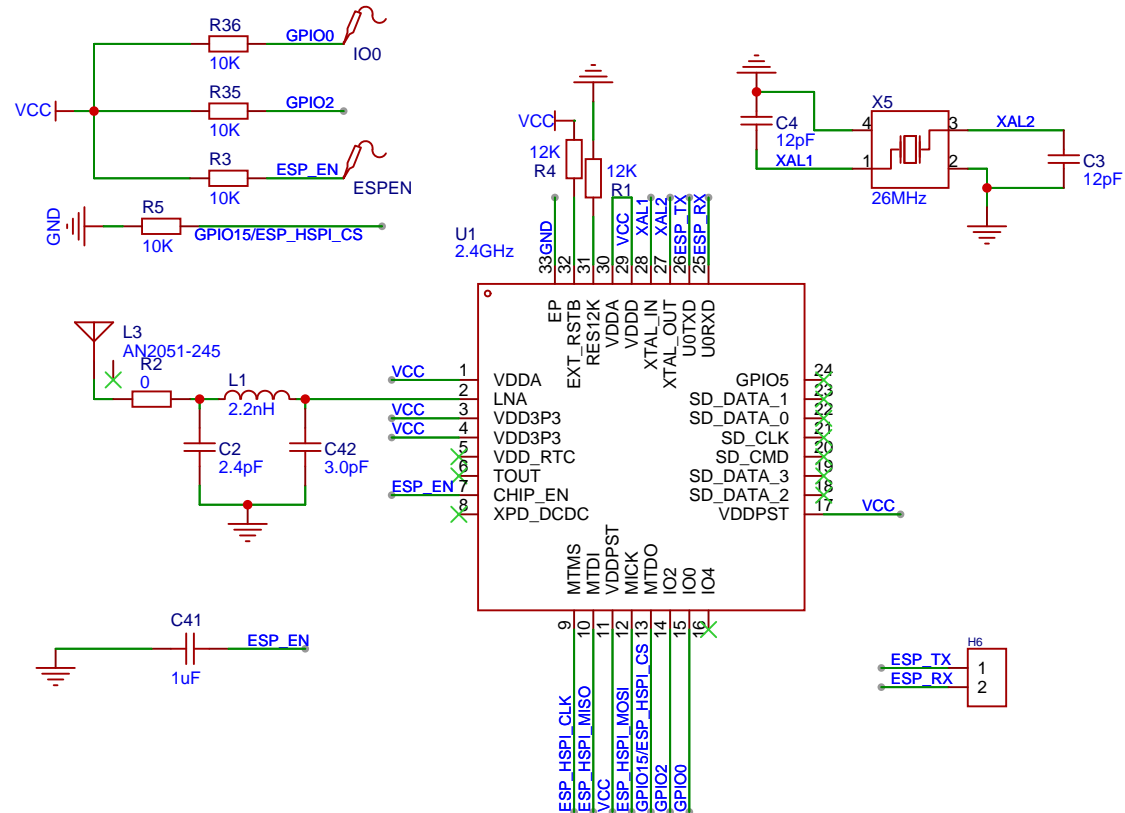 R36
GPIO0
10K
IO0
VCC
R35
GPIO2
10K
R3
ESP_EN
10K
ESPEN
GND
R5
10K
GPIO15/ESP_HSPI_CS
VCC
12K
R4
12K
R1
C4
12pF
XAL1
X5
4
1
3
2
26MHz
XAL2
C3
12pF
U1
2.4GHz
GND
VCC
XAL1
XAL2
ESP_TX
ESP_RX
33
32
31
30
29
28
27
26
25
EP
EXT_RSTB
RES12K
VDDA
VDDD
XTAL_IN
XTAL_OUT
U0TXD
U0RXD
L3
AN2051-245
R2
0
L1
2.2nH
C2
2.4pF
C42
3.0pF
VCC
1
VDDA
2
LNA
VCC
3
VDD3P3
VCC
4
VDD3P3
5
VDD_RTC
6
TOUT
ESP_EN
7
CHIP_EN
8
XPD_DCDC
GPIO5
24
SD_DATA_1
23
SD_DATA_0
22
SD_CLK
21
SD_CMD
20
SD_DATA_3
19
SD_DATA_2
18
VDDPST
17
VCC
MTMS
MTDI
VDDPST
MICK
MTDO
IO2
IO0
IO4
9
10
11
12
13
14
15
16
ESP_HSPI_CLK
ESP_HSPI_MISO
VCC
ESP_HSPI_MOSI
GPIO15/ESP_HSPI_CS
GPIO2
GPIO0
C41
1uF
ESP_EN
H6
ESP_TX
1
ESP_RX
2